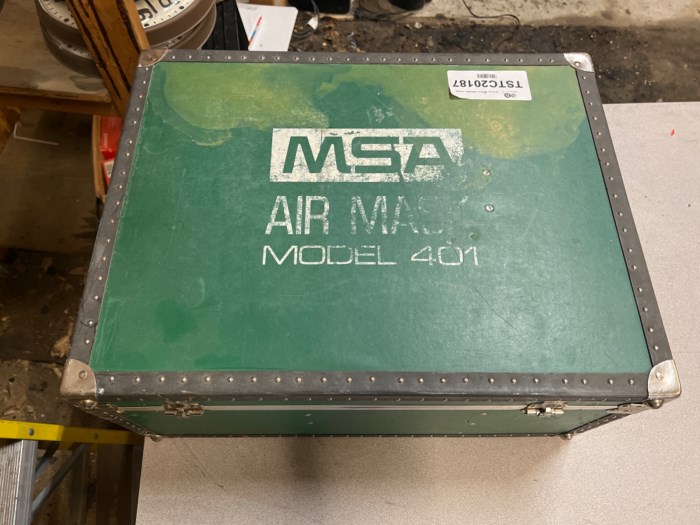 MSA
AIR MAS
MODEL 401
TSTC20187